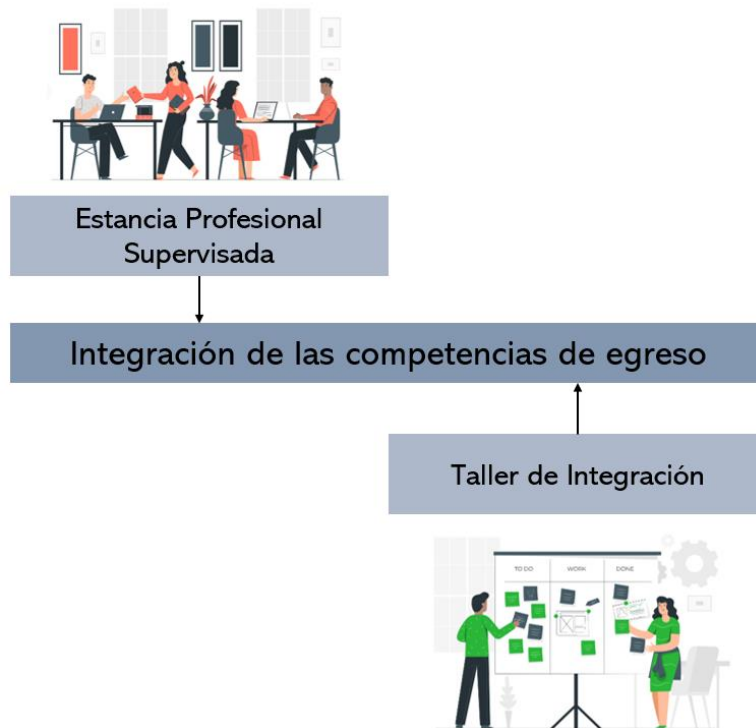 Estancia Profesional
Supervisada
Integración de las competencias de egreso
Taller de Integración
TO DO
WORK
DONE